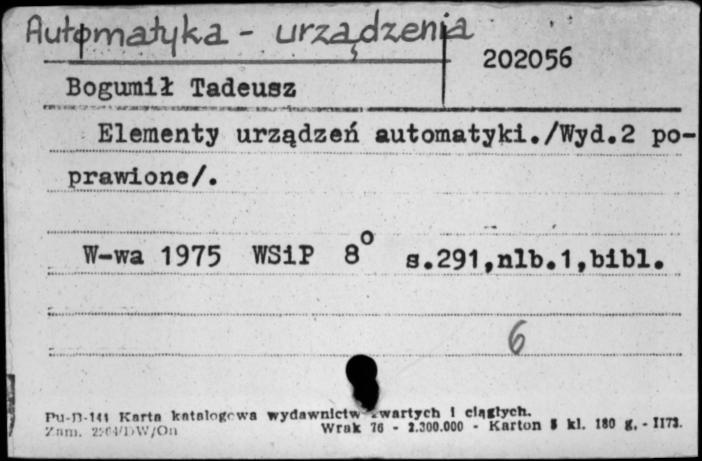 Automatyka - urządzenia
202056
Bogumił Tadeusz
Elementy urządzeń automatyki./Wyd.2 po-
prawione/.
W-wa 1975 WSiP 8° s.291,nlb.1,bibl.
6
Pu-D-141 Karta katalogowa wydawnictw zwartych i ciągłych.
Zam. Wrak 76 - 2.300.000 - Karton kl. 180 g. - II73.